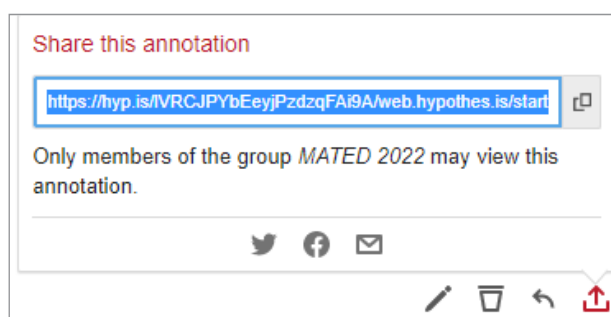 Share this annotation
https://hyp.is/lVRCJPYbEeyjPzdzqFAi9A/web.hypothes.is/start
Only members of the group MATED 2022 may view this
annotation.